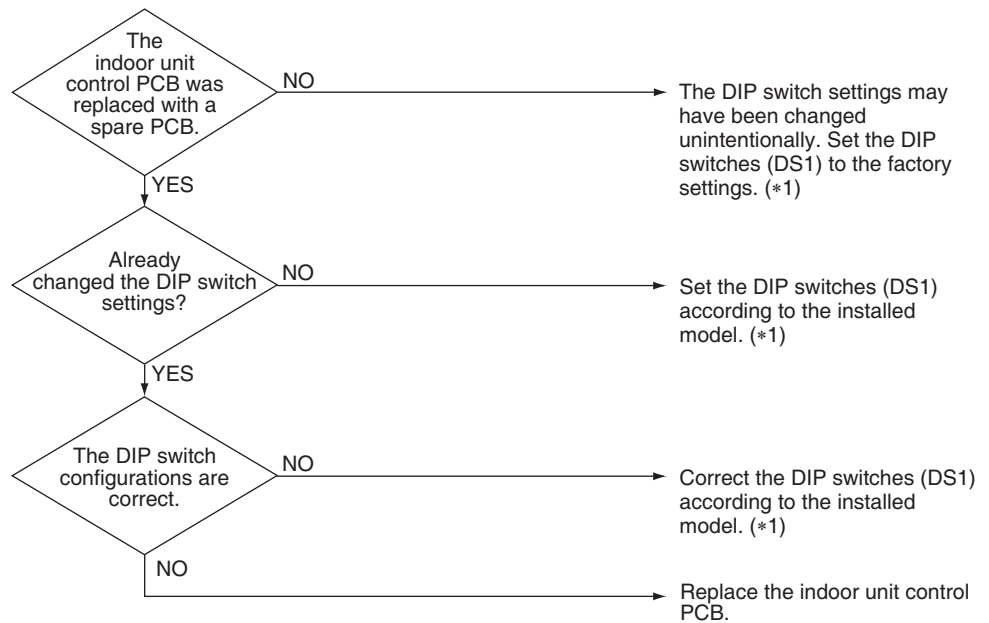 The
indoor unit
control PCB was
replaced with a
spare PCB.
NO
The DIP switch settings may
have been changed
unintentionally. Set the DIP
switches (DS1) to the factory
settings. (*1)
YES
Already
changed the DIP switch
settings?
NO
Set the DIP switches (DS1)
according to the installed
model. (*1)
YES
The DIP switch
configurations are
correct.
NO
Correct the DIP switches (DS1)
according to the installed
model. (*1)
NO
Replace the indoor unit control
PCB.